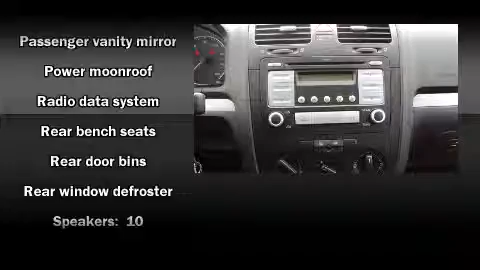 Passenger vanity mirror
Power moonroof
Radio data system
Rear bench seats
Rear door bins
Rear window defroster
Speakers: 10